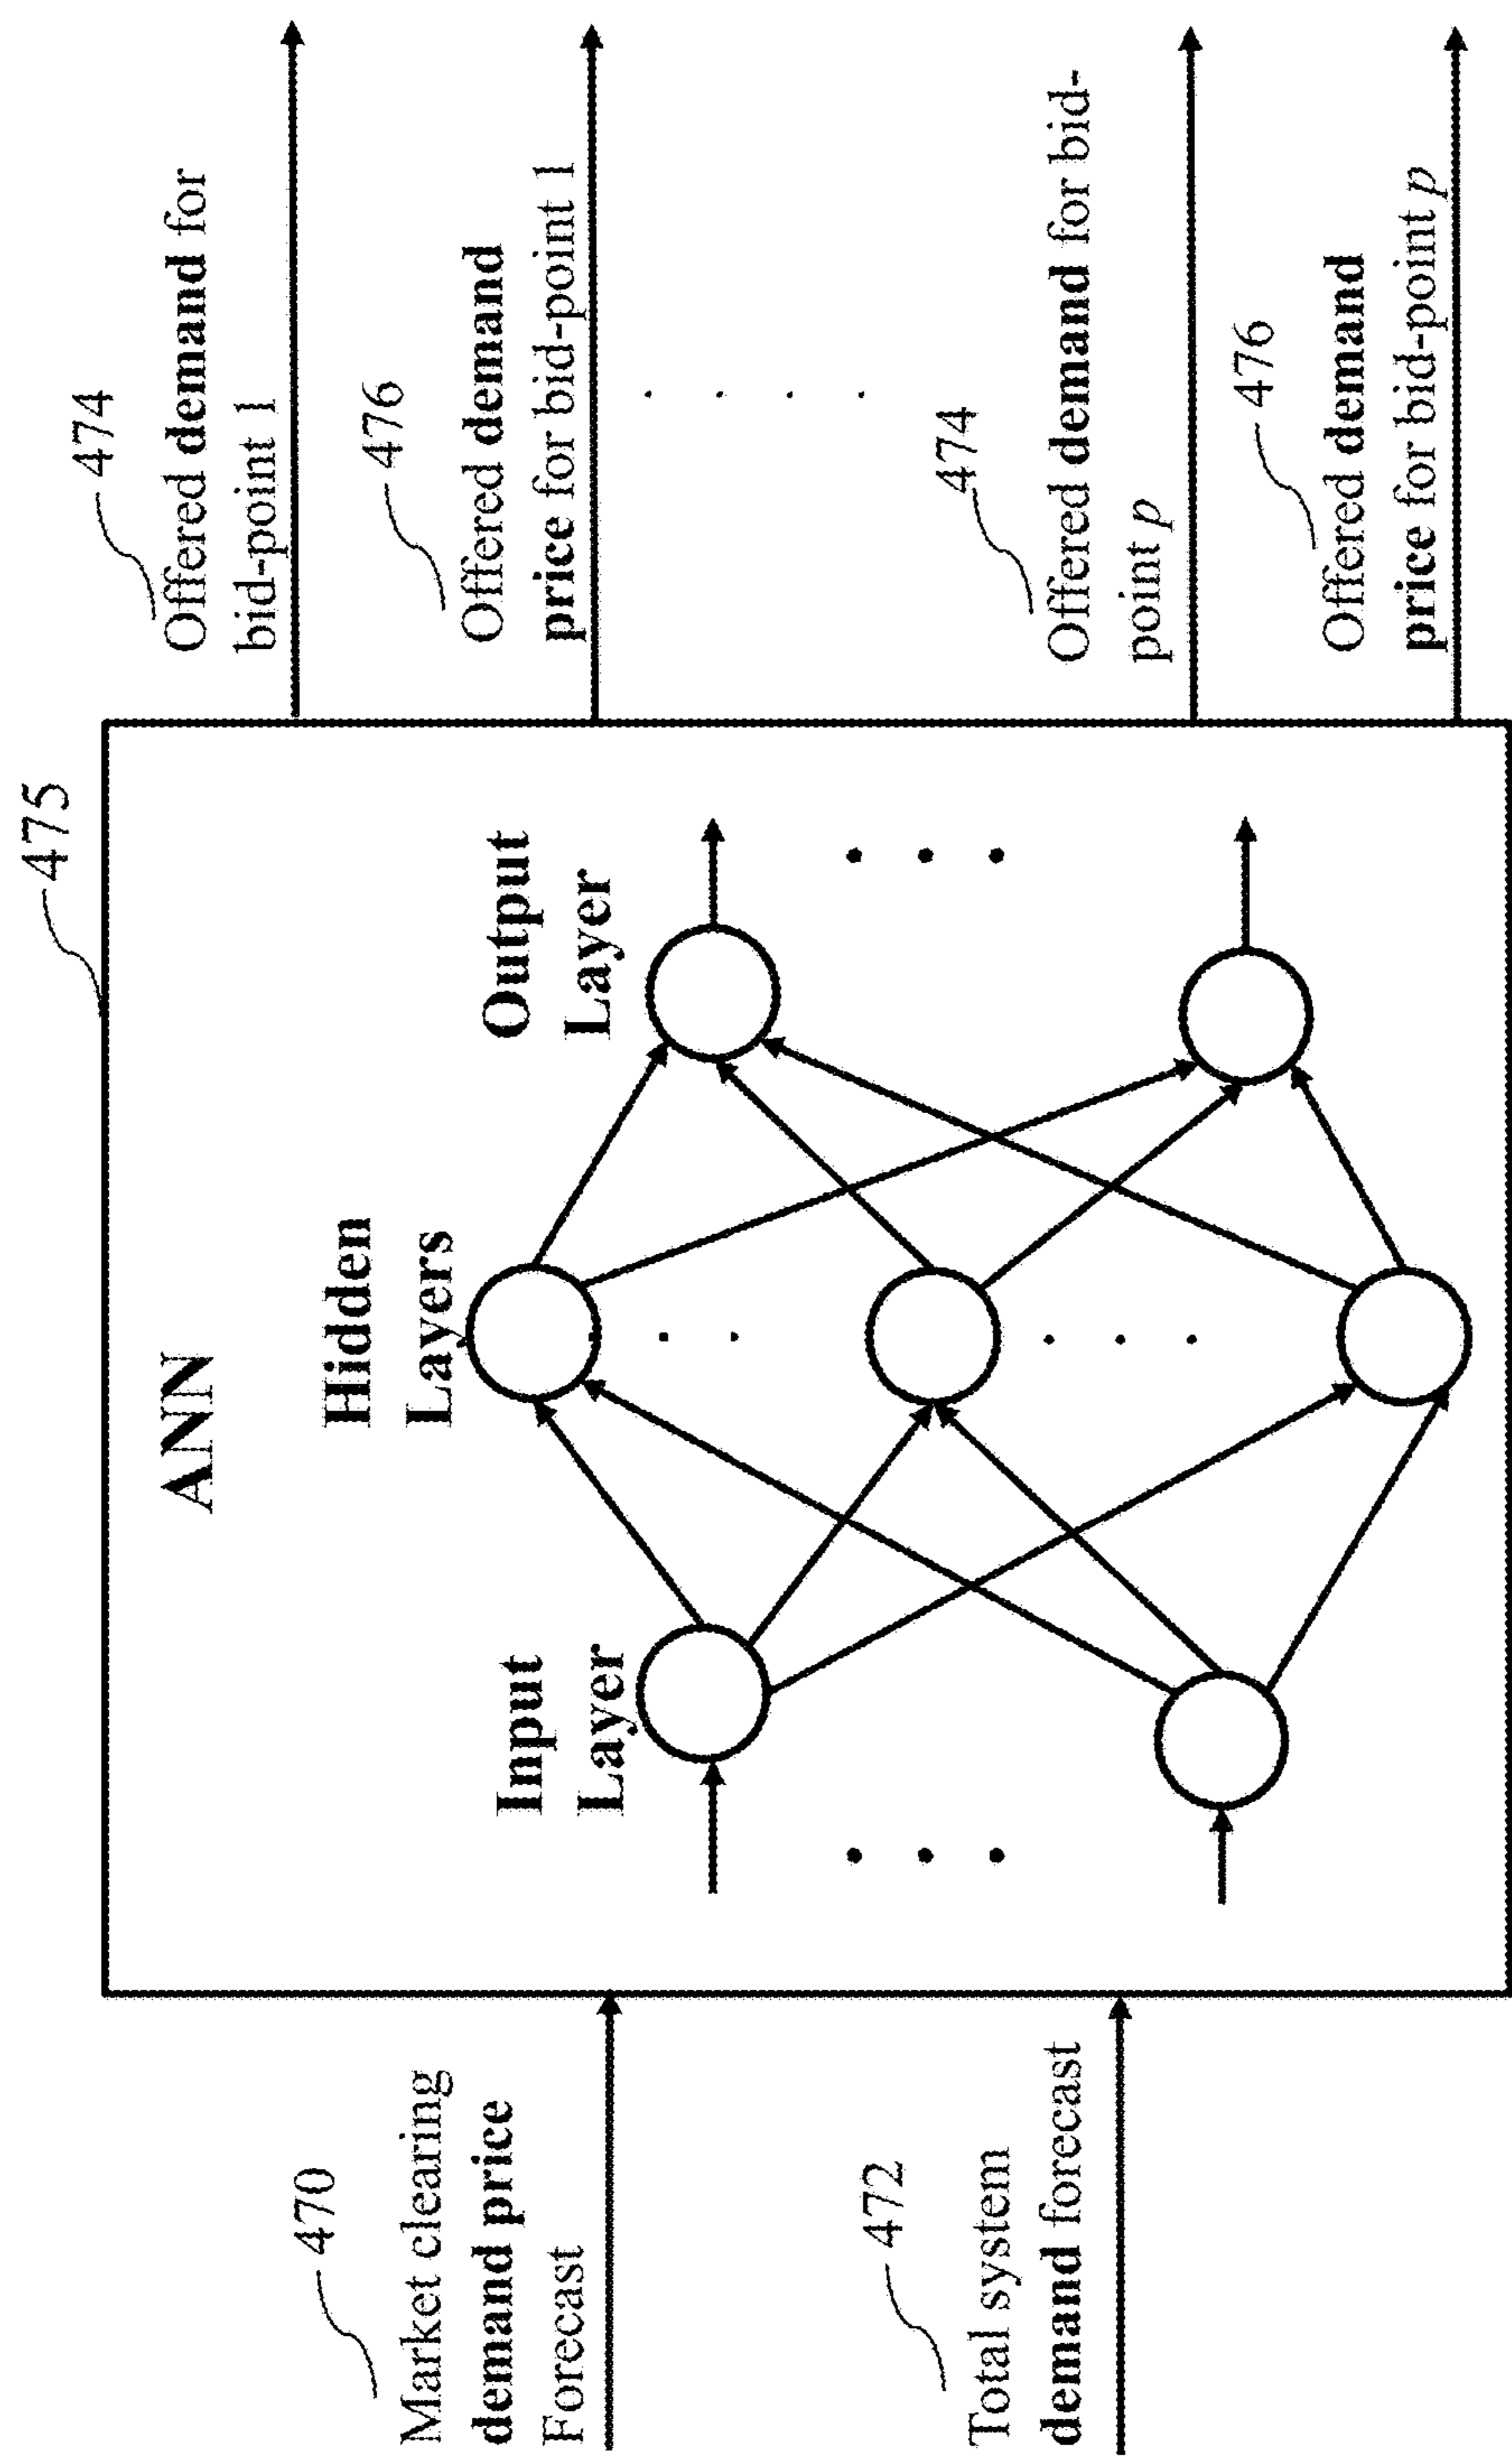 475
ANN
470
Market clearing
demand price
Forecast
472
Total system
demand forecast
Input
Layer
Hidden
Layers
Output
Layer
474
Offered demand for
bid-point 1
476
Offered demand
price for bid-point 1
474
Offered demand for bid-
point p
476
Offered demand
price for bid-point p